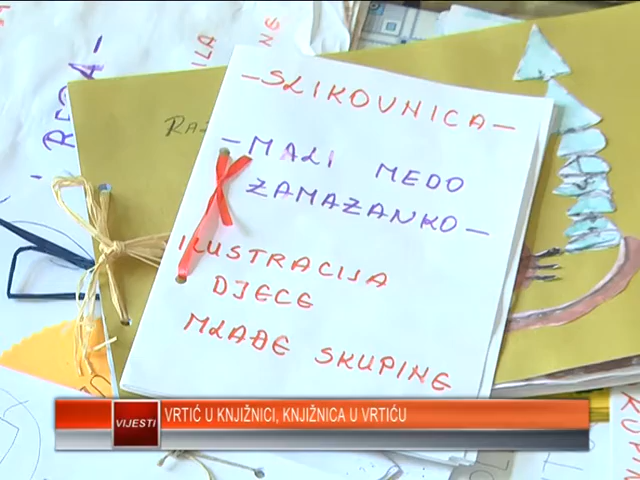 -SLIKOVNICA-
-MALI MEDO
ZAMAZANKO-
ILUSTRACIJA
DJECE
MLAĐE SKUPINE
VIJESTI
VRTIĆ U KNJIŽNICI, KNJIŽNICA U VRTIĆU